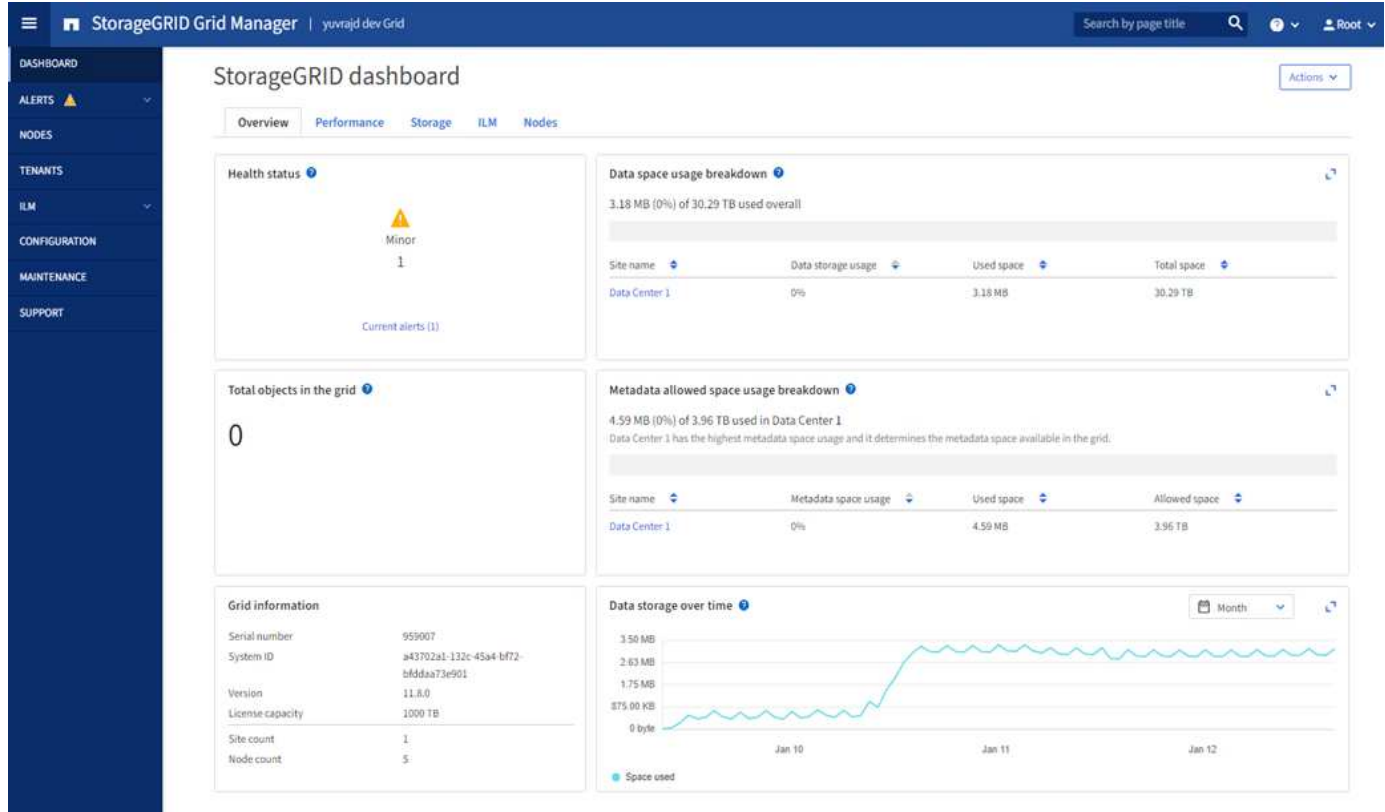 StorageGRID Grid Manager | yuvrajd dev Grid
Search by page title
Root
DASHBOARD
ALERTS
NODES
TENANTS
ILM
CONFIGURATION
MAINTENANCE
SUPPORT
StorageGRID dashboard
Actions
Overview Performance Storage ILM Nodes
Health status
Minor
1
Current alerts (1)
Data space usage breakdown
3.18 MB (0%) of 30.29 TB used overall
Site name Data storage usage Used space Total space
Data Center 1 0% 3.18 MB 30.29 TB
Total objects in the grid
0
Metadata allowed space usage breakdown
4.59 MB (0%) of 3.96 TB used in Data Center 1
Data Center 1 has the highest metadata space usage and it determines the metadata space available in the grid.
Site name Metadata space usage Used space Allowed space
Data Center 1 0% 4.59 MB 3.96 TB
Grid information
Serial number 959007
System ID a43702a1-132c-45a4-bf72-
bfddaa73e901
Version 11.8.0
License capacity 1000 TB
Site count 1
Node count 5
Data storage over time
Month
3.50 MB
2.63 MB
1.75 MB
875.00 KB
0 byte
Jan 10 Jan 11 Jan 12
Space used